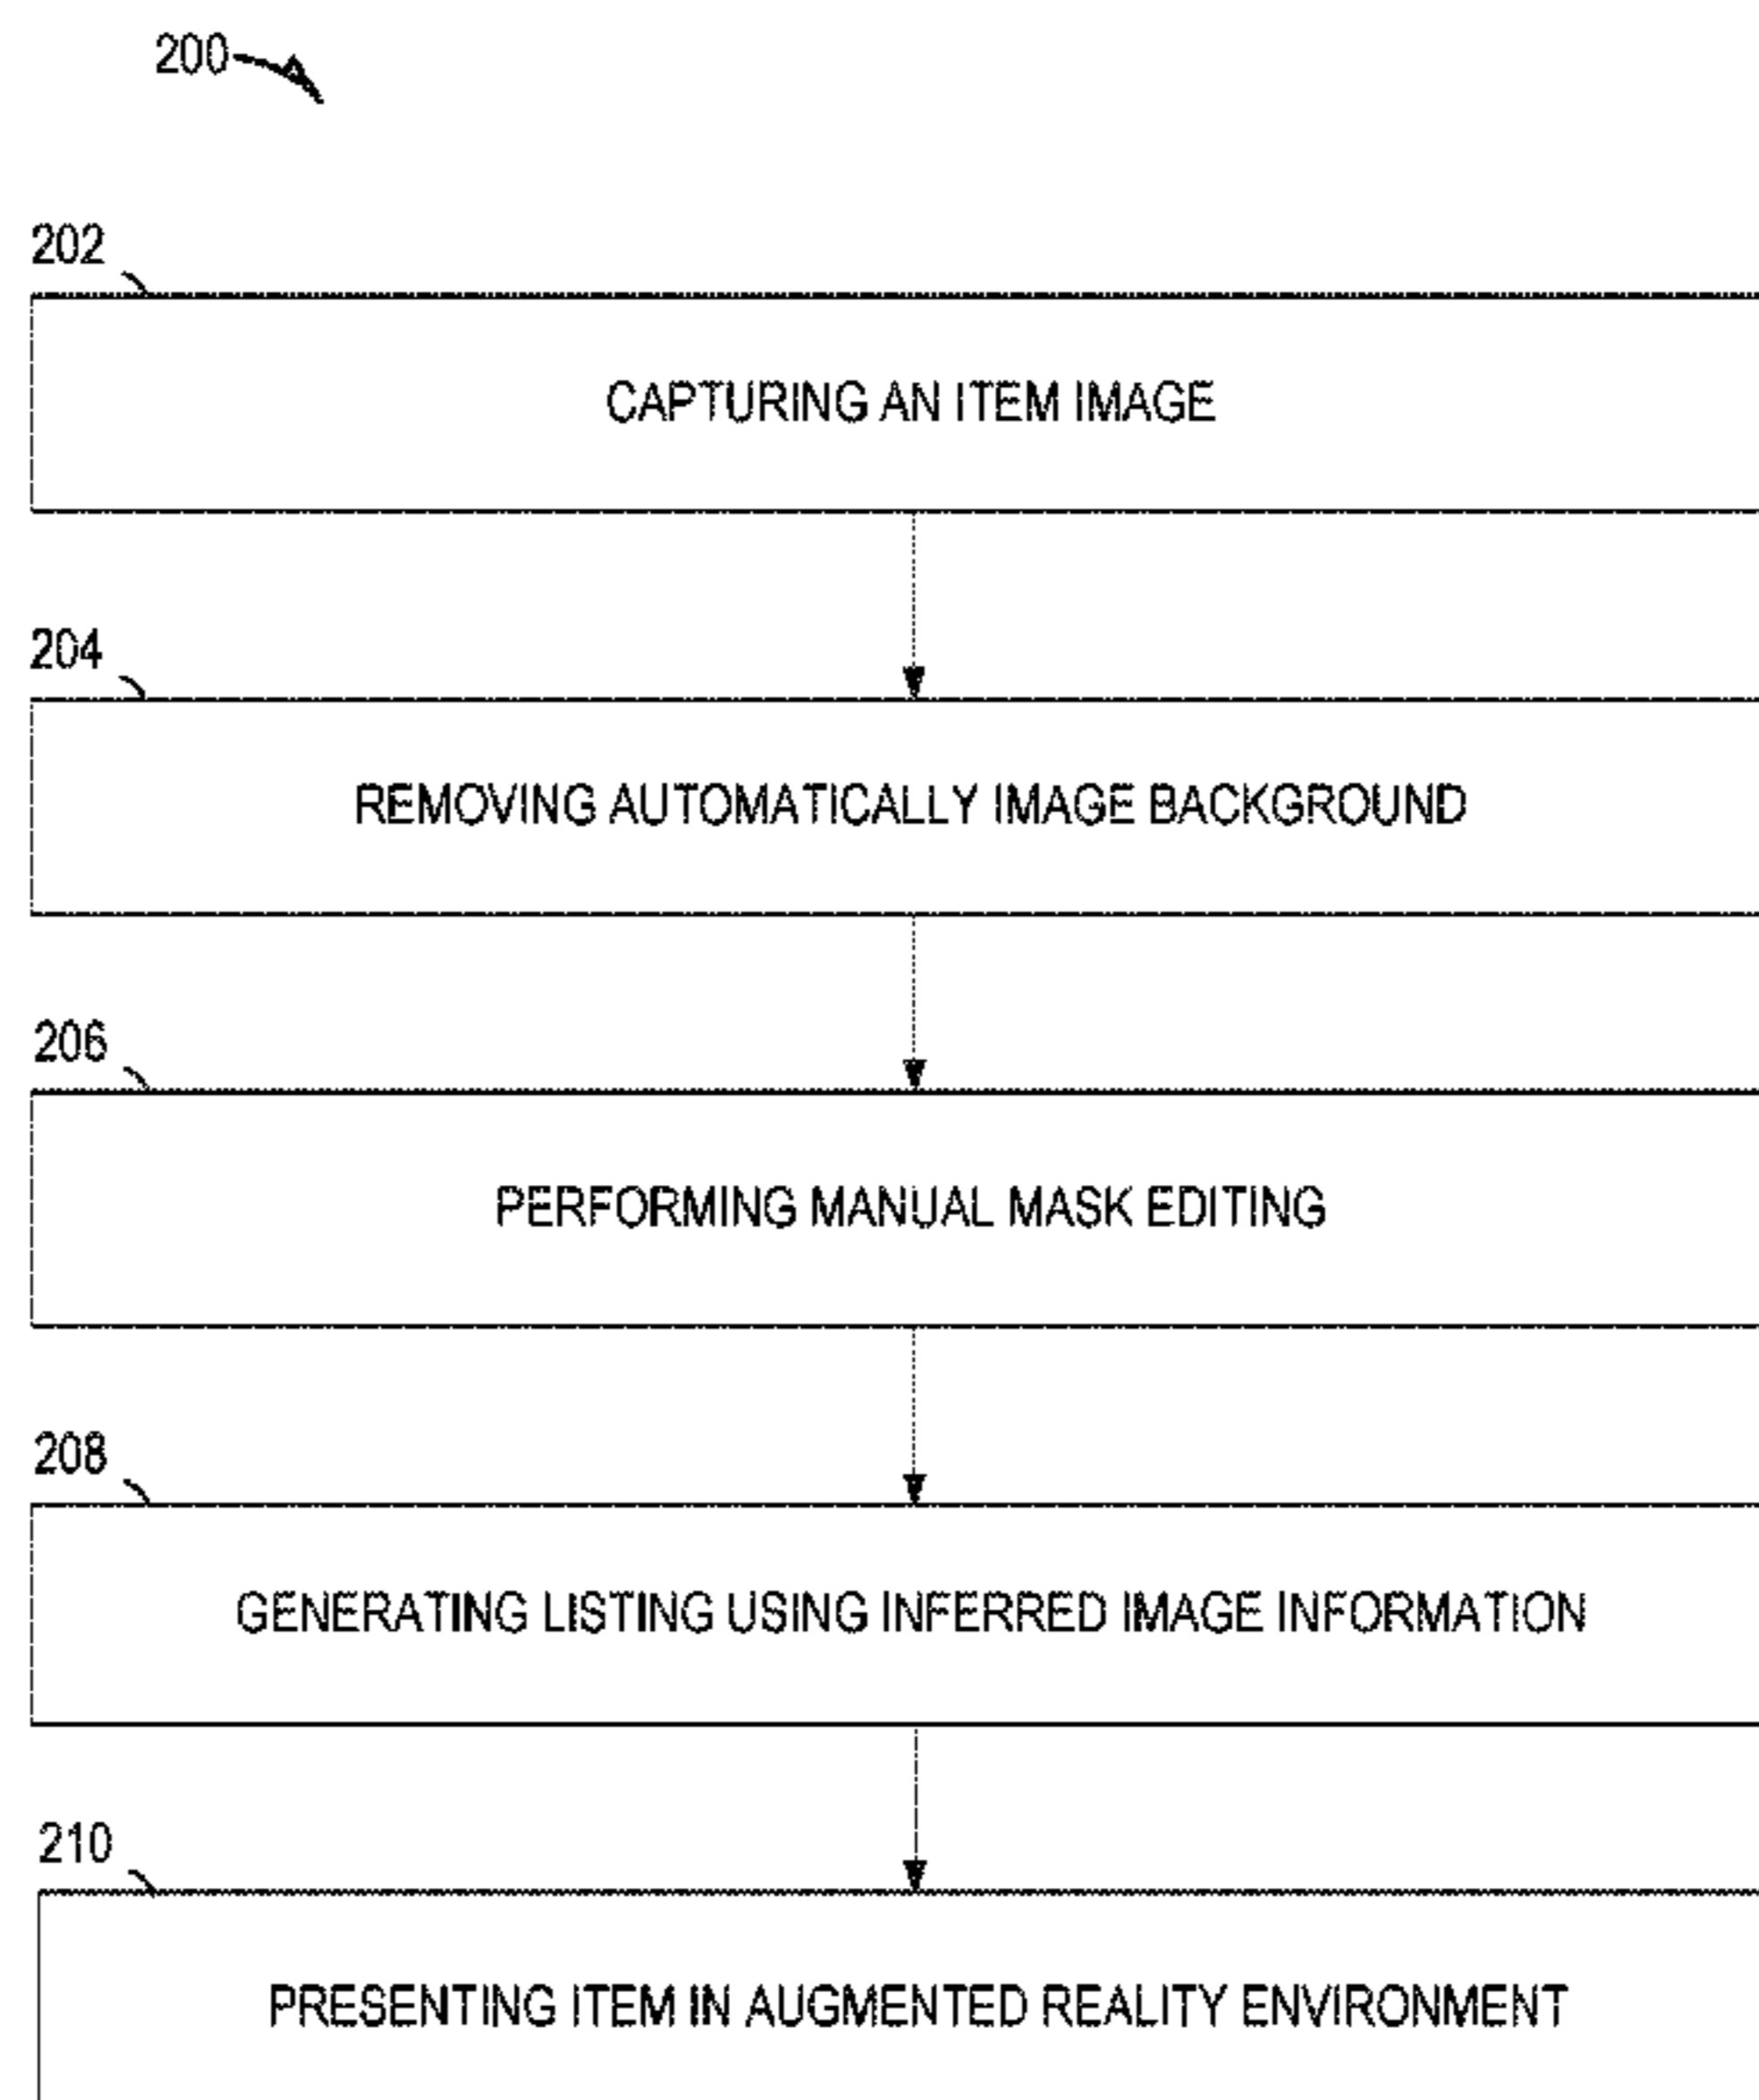 200
202
CAPTURING AN ITEM IMAGE
204
REMOVING AUTOMATICALLY IMAGE BACKGROUND
206
PERFORMING MANUAL MASK EDITING
208
GENERATING LISTING USING INFERRED IMAGE INFORMATION
210
PRESENTING ITEM IN AUGMENTED REALITY ENVIRONMENT